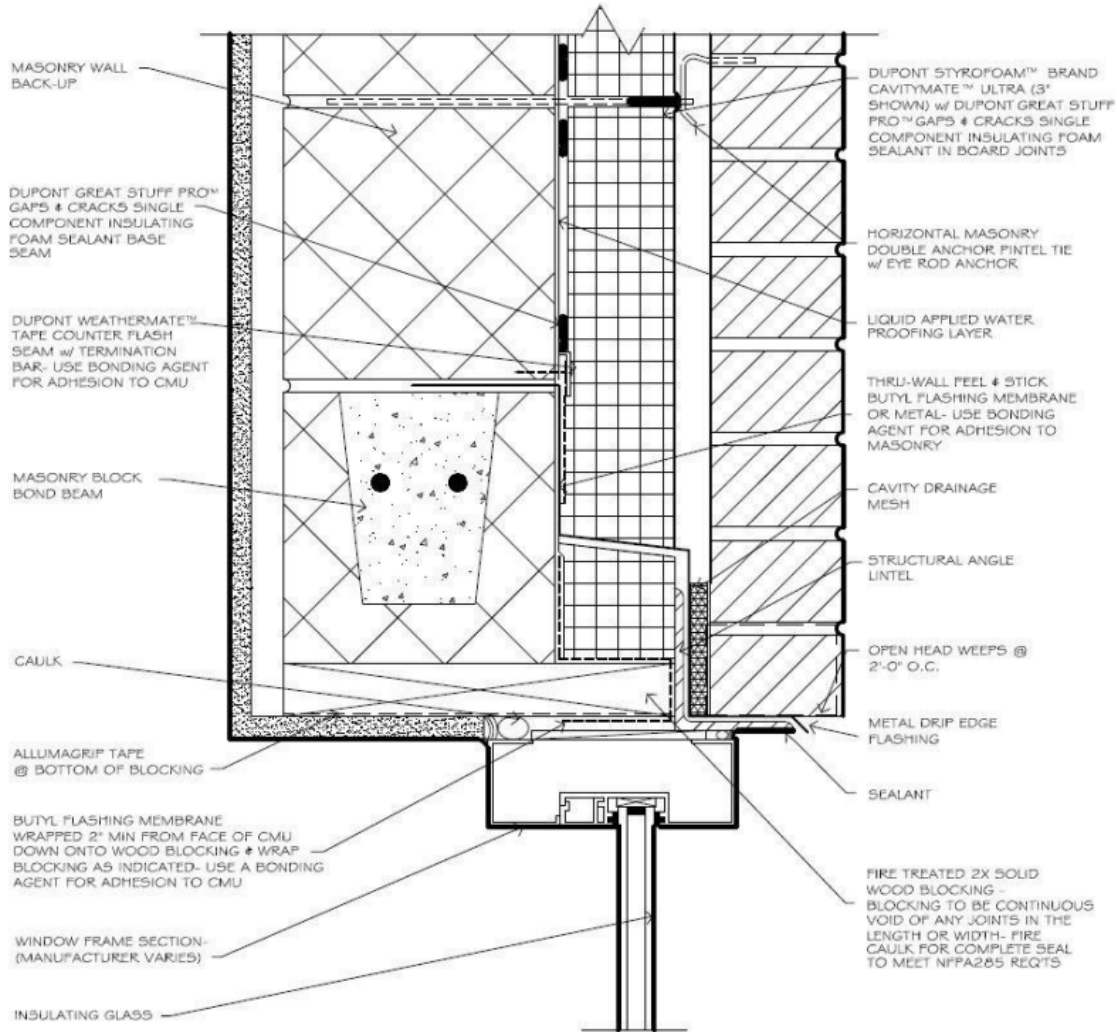 MASONRY WALL
BACK-UP
DUPONT GREAT STUFF PRO™
GAPS & CRACKS SINGLE
COMPONENT INSULATING
FOAM SEALANT BASE
SEAM
DUPONT WEATHERMATE™
TAPE COUNTER FLASH
SEAM w/ TERMINATION
BAR- USE BONDING AGENT
FOR ADHESION TO CMU
MASONRY BLOCK
BOND BEAM
CAULK
ALLUMAGRIP TAPE
@ BOTTOM OF BLOCKING
BUTYL FLASHING MEMBRANE
WRAPPED 2" MIN FROM FACE OF CMU
DOWN ONTO WOOD BLOCKING & WRAP
BLOCKING AS INDICATED- USE A BONDING
AGENT FOR ADHESION TO CMU
WINDOW FRAME SECTION-
(MANUFACTURER VARIES)
INSULATING GLASS
DUPONT STYROFOAM™ BRAND
CAVITYMATE™ ULTRA (3"
SHOWN) w/ DUPONT GREAT STUFF
PRO™ GAPS & CRACKS SINGLE
COMPONENT INSULATING FOAM
SEALANT IN BOARD JOINTS
HORIZONTAL MASONRY
DOUBLE ANCHOR PINTEL TIE
w/ EYE ROD ANCHOR
LIQUID APPLIED WATER
PROOFING LAYER
THRU-WALL PEEL & STICK
BUTYL FLASHING MEMBRANE
OR METAL- USE BONDING
AGENT FOR ADHESION TO
MASONRY
CAVITY DRAINAGE
MESH
STRUCTURAL ANGLE
LINTEL
OPEN HEAD WEEPS @
2'-0" O.C.
METAL DRIP EDGE
FLASHING
SEALANT
FIRE TREATED 2X SOLID
WOOD BLOCKING -
BLOCKING TO BE CONTINUOUS
VOID OF ANY JOINTS IN THE
LENGTH OR WIDTH- FIRE
CAULK FOR COMPLETE SEAL
TO MEET NFPA285 REQ'TS